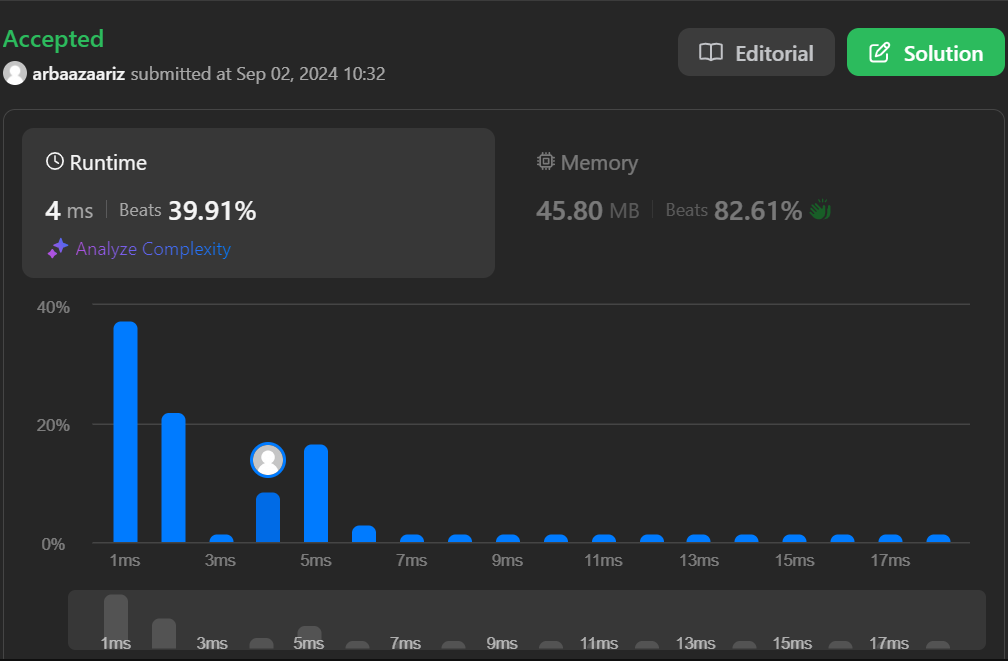 Accepted
arbaazaariz submitted at Sep 02, 2024 10:32
Editorial
Solution
Runtime
4 ms Beats 39.91%
Analyze Complexity
Memory
45.80 MB Beats 82.61%
40%
20%
0%
1ms 3ms 5ms 7ms 9ms 11ms 13ms 15ms 17ms
1ms 3ms 5ms 7ms 9ms 11ms 13ms 15ms 17ms